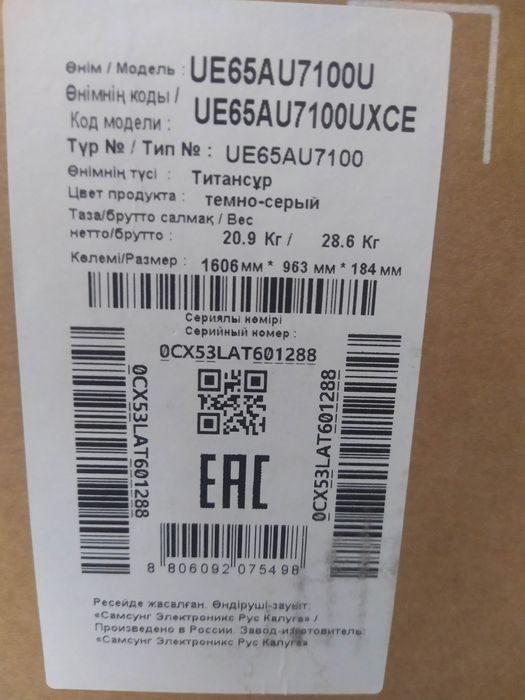 Өнім / Модель : UE65AU7100U
Өнімнің коды /
Код модели : UE65AU7100UXCE
Түр № / Тип № : UE65AU7100
Өнімнің түсі : Титансұр
Цвет продукта : темно-серый
Таза/брутто салмақ / Вес
нетто/брутто : 20.9 Кг / 28.6 Кг
Көлемі/Размер : 1606мм * 963 мм * 184 мм
Сериялы нөмірі
Серийный номер :
0CX53LAT601288
0CX53LAT601288
0CX53LAT601288
EAC
8 806092 075498
Ресейде жасалған. Өндіруші-зауыт:
«Самсунг Электроникс Рус Калуга» /
Произведено в России. Завод-изготовитель:
«Самсунг Электроникс Рус Калуга»